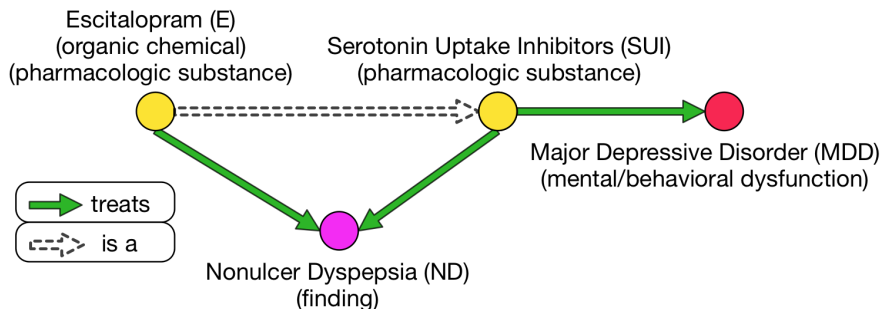 Escitalopram (E)
(organic chemical)
(pharmacologic substance)
Serotonin Uptake Inhibitors (SUI)
(pharmacologic substance)
Major Depressive Disorder (MDD)
(mental/behavioral dysfunction)
treats
is a
Nonulcer Dyspepsia (ND)
(finding)